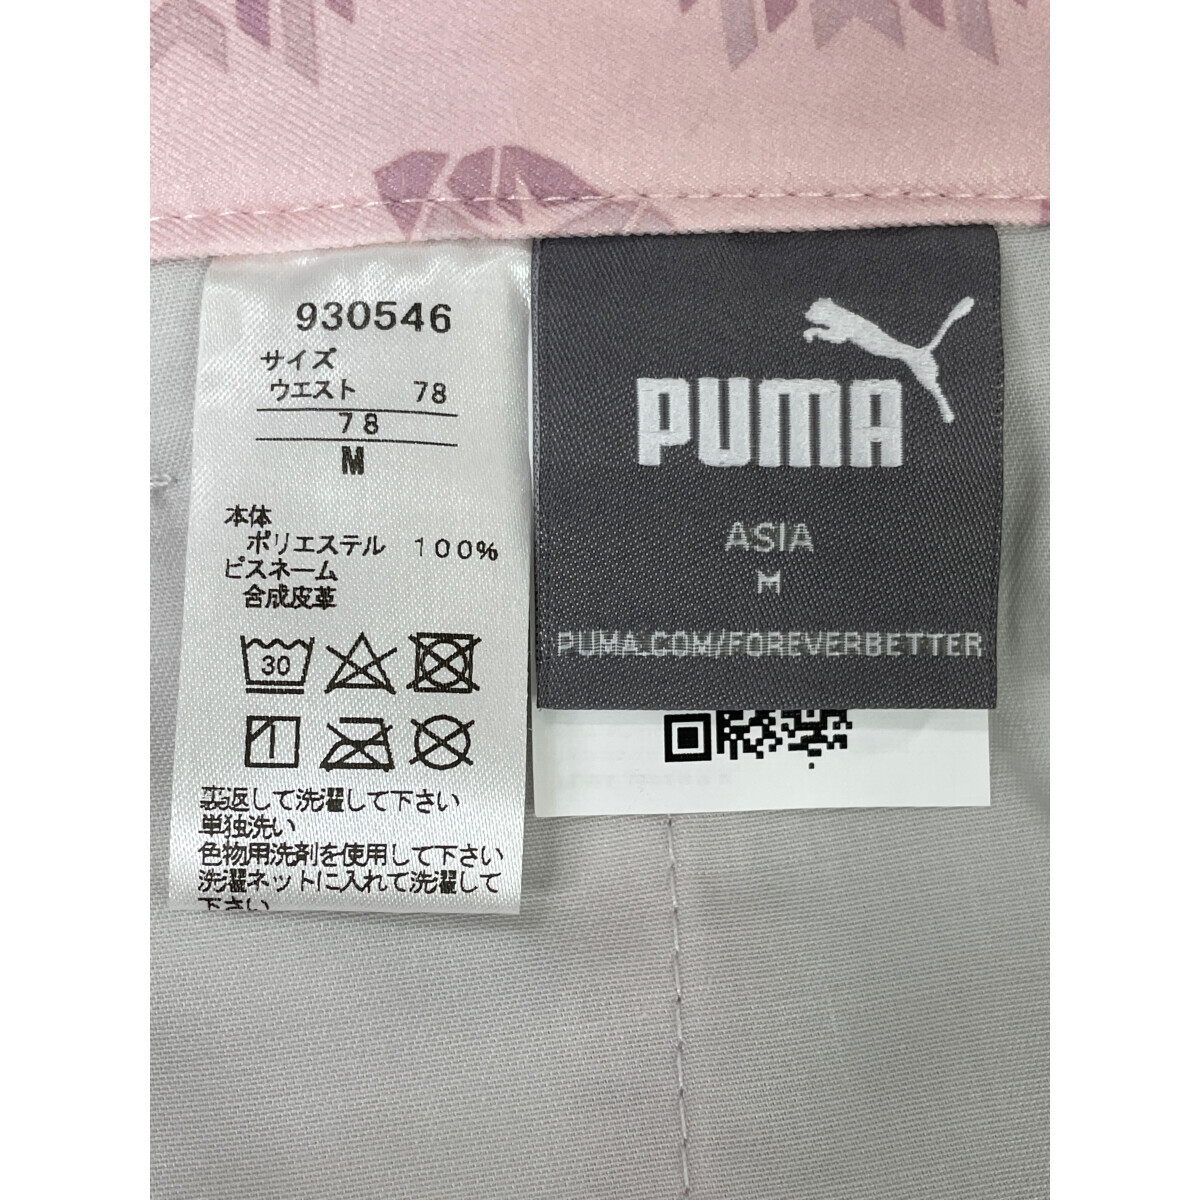 930546
サイズ
ウエスト 78
78
M
本体
ポリエステル 100%
ピスネーム
合成皮革
30
裏返して洗濯して下さい
単独洗い
色物用洗剤を使用して下さい
洗濯ネットに入れて洗濯して
下さい
PUMA
ASIA
M
PUMA.COM/FOREVERBETTER